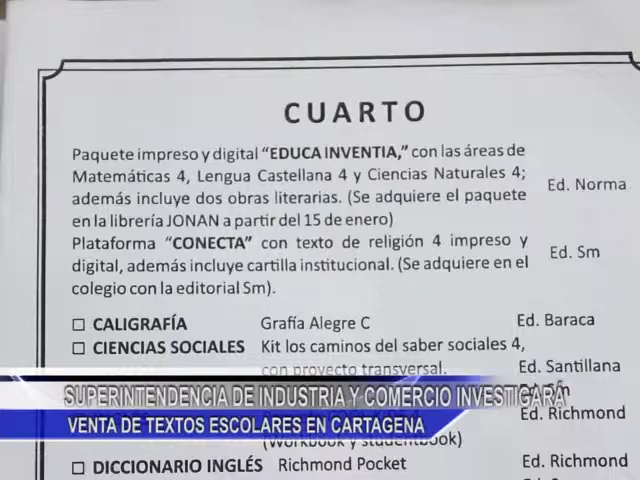 CUARTO
Paquete impreso y digital “EDUCA INVENTIA,” con las áreas de
Matemáticas 4, Lengua Castellana 4 y Ciencias Naturales 4;
además incluye dos obras literarias. (Se adquiere el paquete
en la librería JONAN a partir del 15 de enero)
Ed. Norma
Plataforma “CONECTA” con texto de religión 4 impreso y
digital, además incluye cartilla institucional. (Se adquiere en el
colegio con la editorial Sm).
Ed. Sm
CALIGRAFÍA Grafía Alegre C Ed. Baraca
CIENCIAS SOCIALES Kit los caminos del saber sociales 4,
con proyecto transversal. Ed. Santillana
SUPERINTENDENCIA DE INDUSTRIA Y COMERCIO INVESTIGARÁ
Ed. Richmond
VENTA DE TEXTOS ESCOLARES EN CARTAGENA
(Workbook y studentbook)
DICCIONARIO INGLÉS Richmond Pocket Ed. Richmond